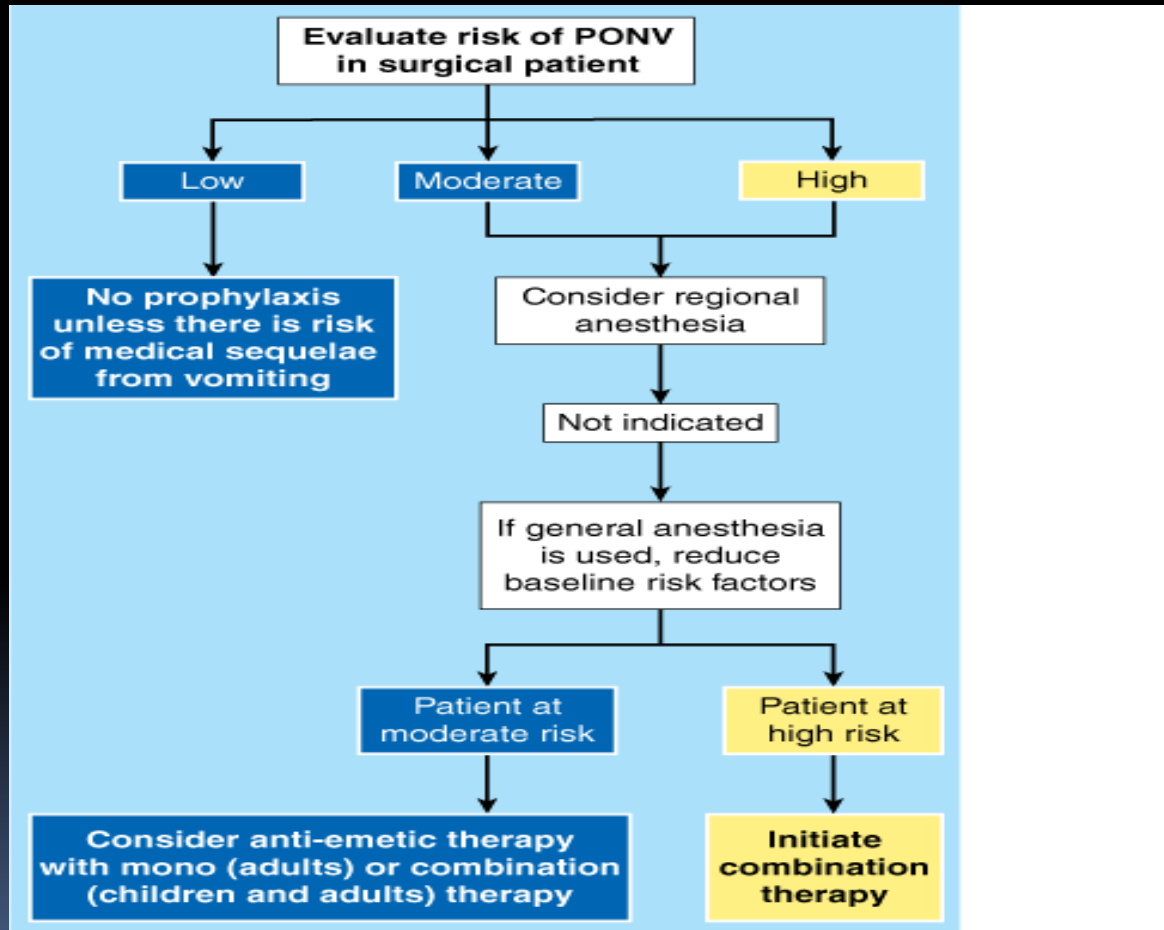 Evaluate risk of PONV
in surgical patient
Low
Moderate
High
No prophylaxis
unless there is risk
of medical sequelae
from vomiting
Consider regional
anesthesia
Not indicated
If general anesthesia
is used, reduce
baseline risk factors
Patient at
moderate risk
Patient at
high risk
Consider anti-emetic therapy
with mono (adults) or combination
(children and adults) therapy
Initiate
combination
therapy